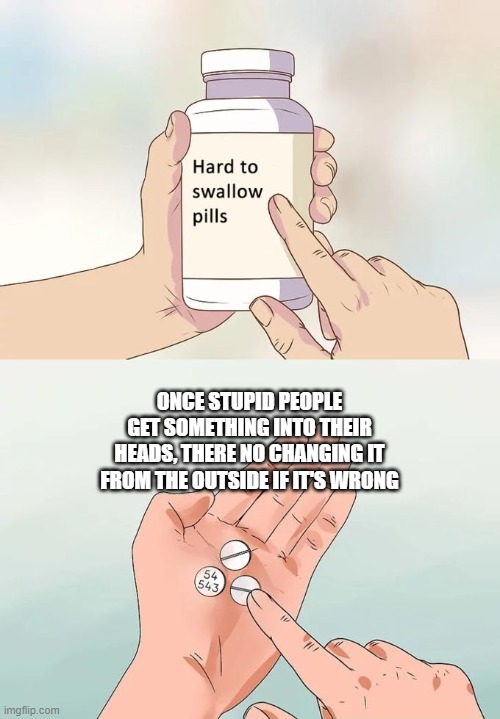 Hard to
swallow
pills
ONCE STUPID PEOPLE
GET SOMETHING INTO THEIR
HEADS, THERE NO CHANGING IT
FROM THE OUTSIDE IF IT'S WRONG
54
543
imgflip.com